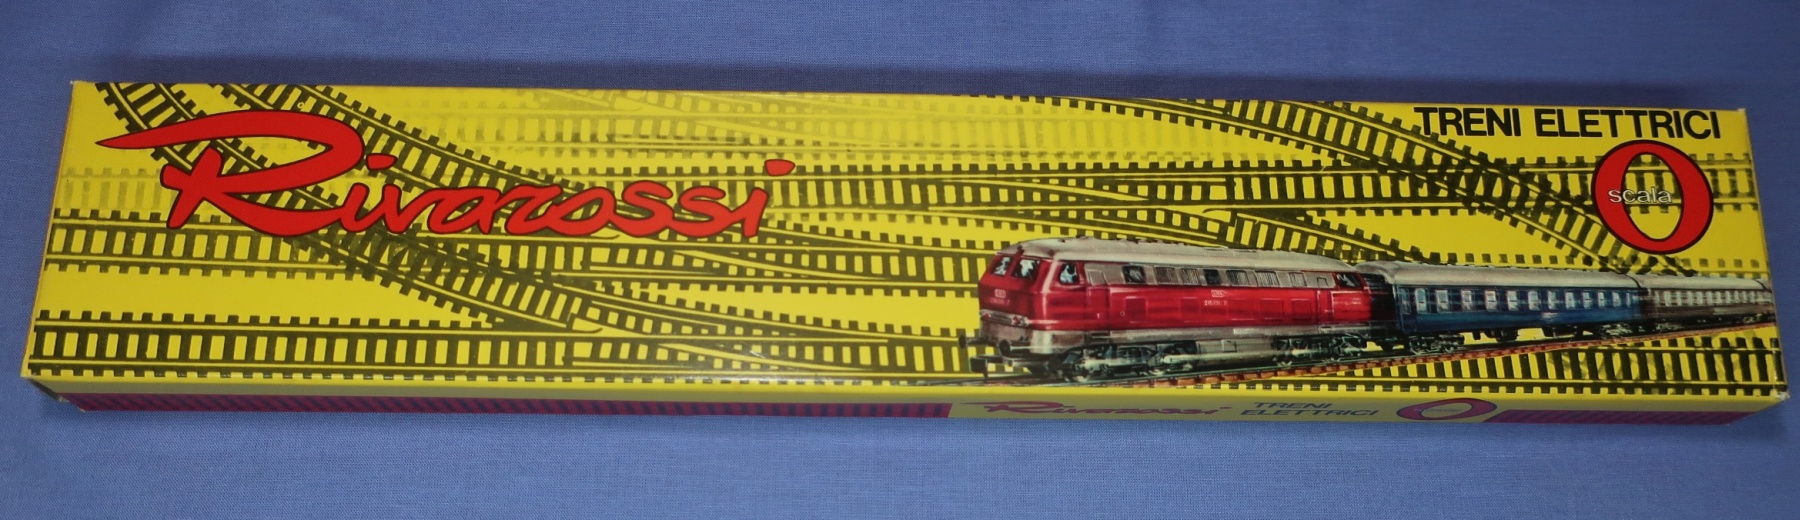 Rivarossi
TRENI ELETTRICI
scala
O
Rivarossi
TRENI
ELETTRICI
O